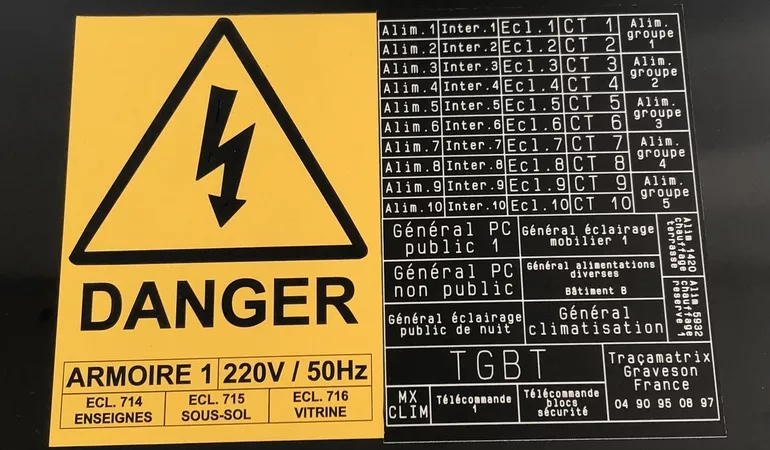 DANGER
ARMOIRE 1 220V / 50Hz
ECL. 714 ECL. 715 ECL. 716
ENSEIGNES SOUS-SOL VITRINE
Alim.1 Inter.1 Ecl.1 CT 1
Alim.2 Inter.2 Ecl.2 CT 2
Alim.
groupe
1
Alim.3 Inter.3 Ecl.3 CT 3
Alim.4 Inter.4 Ecl.4 CT 4
Alim.
groupe
2
Alim.5 Inter.5 Ecl.5 CT 5
Alim.6 Inter.6 Ecl.6 CT 6
Alim.
groupe
3
Alim.7 Inter.7 Ecl.7 CT 7
Alim.8 Inter.8 Ecl.8 CT 8
Alim.
groupe
4
Alim.9 Inter.9 Ecl.9 CT 9
Alim.10 Inter.10 Ecl.10 CT 10
Alim.
groupe
5
Général PC
public 1
Général éclairage
mobilier 1
Alim 1420
chauffage
terrasse
Général PC
non public
Général alimentations
diverses
Bâtiment B
Alim 5932
chauffage
réserve 1
Général éclairage
public de nuit
Général
climatisation
TGBT
Traçamatrix
Graveson
France
04 90 95 08 97
MX
CLIM
Télécommande
1
Télécommande
blocs
sécurité